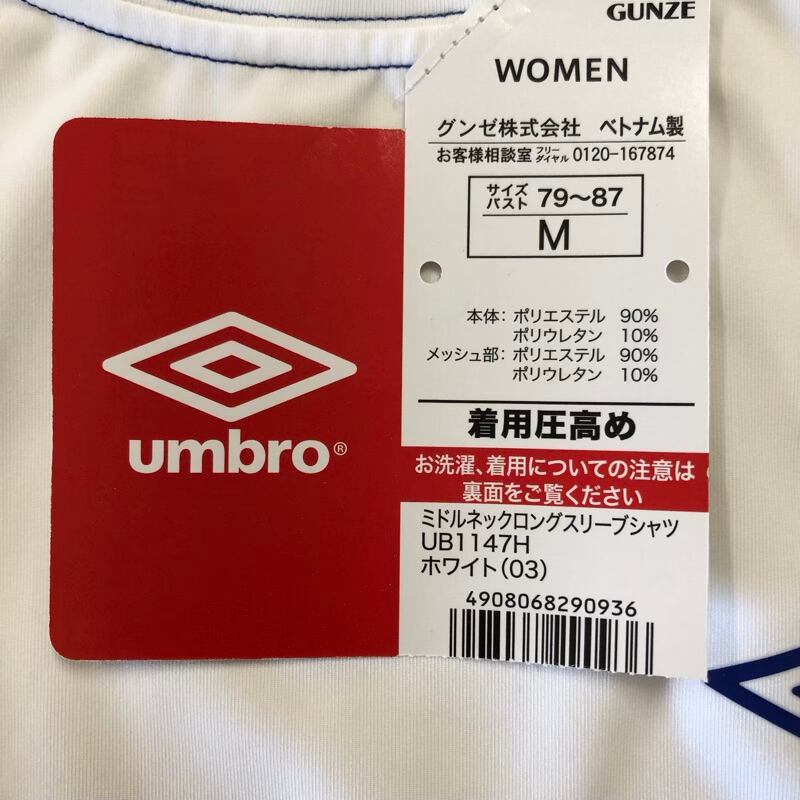 GUNZE
WOMEN
グンゼ株式会社 ベトナム製
お客様相談室 フリーダイヤル 0120-167874
サイズ
バスト 79～87
M
本体: ポリエステル 90%
ポリウレタン 10%
メッシュ部: ポリエステル 90%
ポリウレタン 10%
着用圧高め
お洗濯、着用についての注意は
裏面をご覧ください
ミドルネックロングスリーブシャツ
UB1147H
ホワイト(03)
4908068290936
umbro®